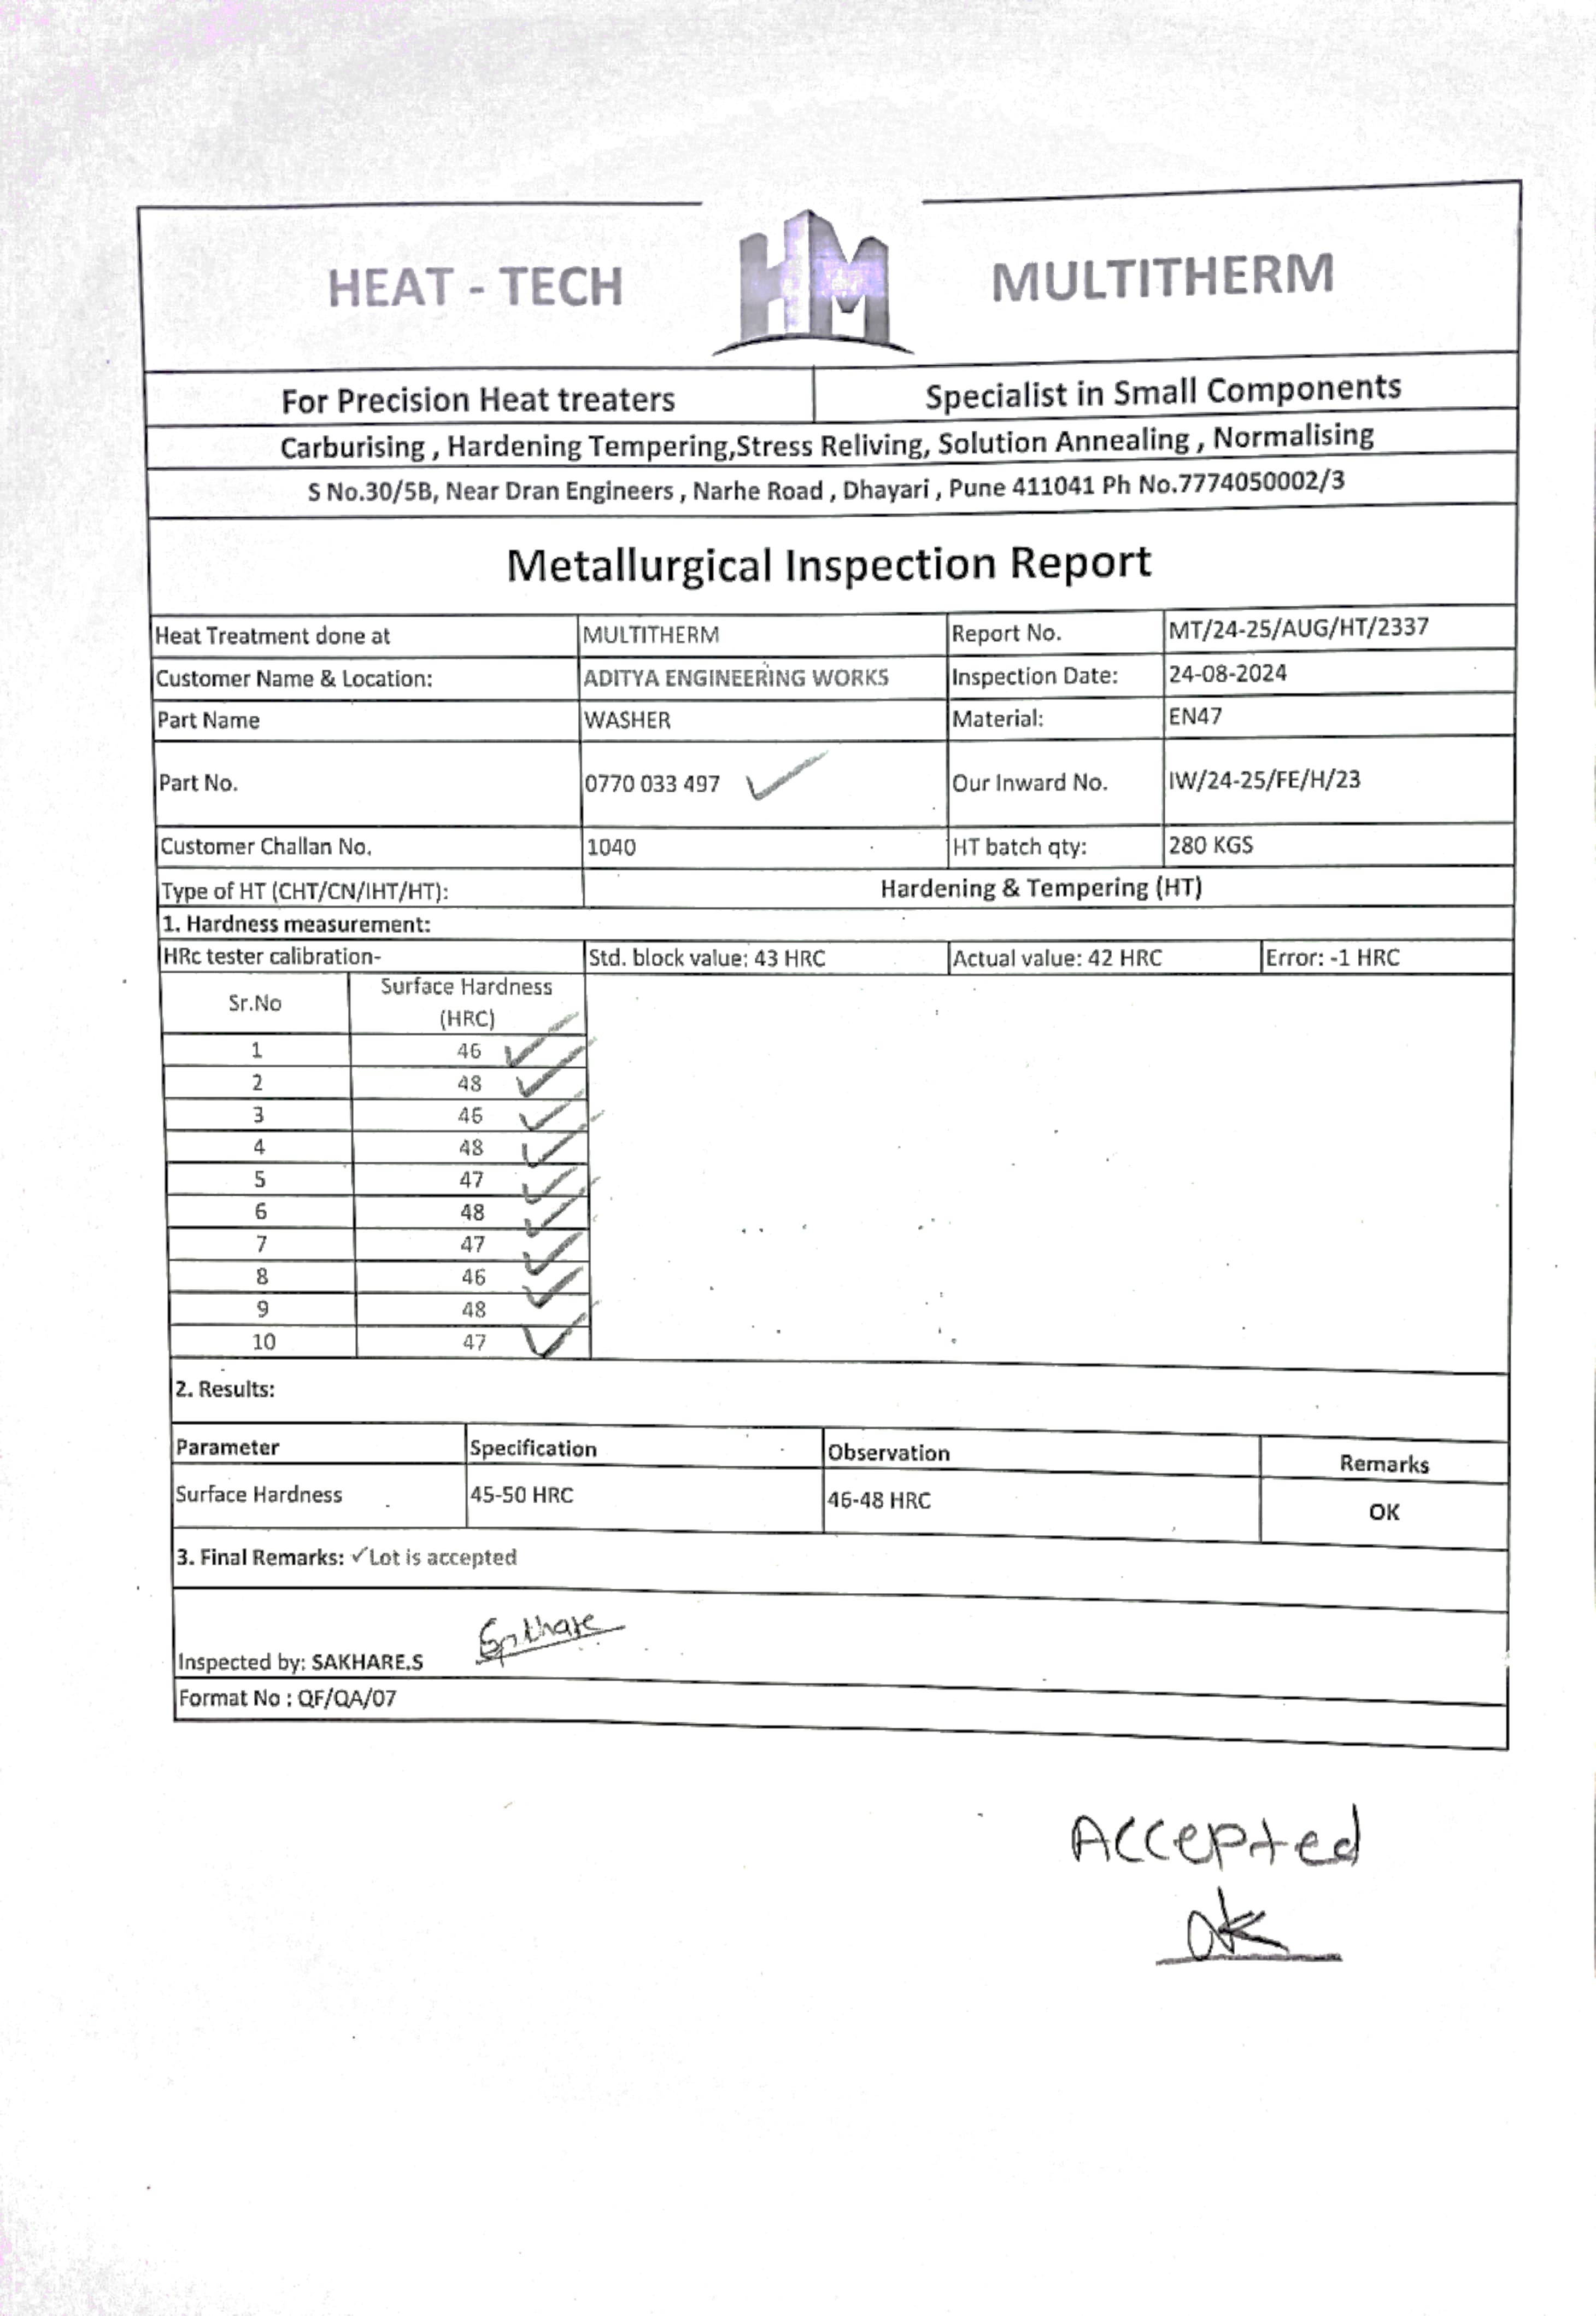 HEAT - TECH HM MULTITHERM
For Precision Heat treaters Specialist in Small Components
Carburising , Hardening Tempering,Stress Reliving, Solution Annealing , Normalising
S No.30/5B, Near Dran Engineers , Narhe Road , Dhayari , Pune 411041 Ph No.7774050002/3
Metallurgical Inspection Report
Heat Treatment done at MULTITHERM Report No. MT/24-25/AUG/HT/2337
Customer Name & Location: ADITYA ENGINEERING WORKS Inspection Date: 24-08-2024
Part Name WASHER Material: EN47
Part No. 0770 033 497 ✓ Our Inward No. IW/24-25/FE/H/23
Customer Challan No. 1040 HT batch qty: 280 KGS
Type of HT (CHT/CN/IHT/HT): Hardening & Tempering (HT)
1. Hardness measurement:
HRc tester calibration- Std. block value: 43 HRC Actual value: 42 HRC Error: -1 HRC
Sr.No Surface Hardness
(HRC)
1 46 ✓
2 48 ✓
3 46 ✓
4 48 ✓
5 47 ✓
6 48 ✓
7 47 ✓
8 46 ✓
9 48
10 47 ✓
2. Results:
Parameter Specification Observation Remarks
Surface Hardness 45-50 HRC 46-48 HRC OK
3. Final Remarks: ✓Lot is accepted
Inspected by: SAKHARE.S
Format No : QF/QA/07
Accepted
OK